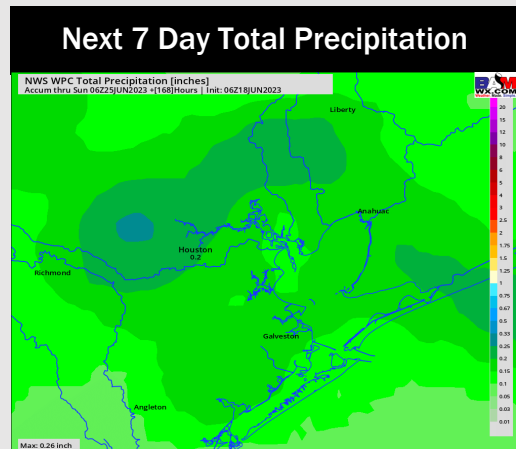 Next 7 Day Total Precipitation
NWS WPC Total Precipitation [inches]
Accum thru Sun 06Z25JUN2023 +[168]Hours | Init: 06Z18JUN2023
BAM
WX.COM
Liberty
Anahuac
Houston
0.2
Richmond
Galveston
Angleton
Max: 0.26 inch
20
15
12
10
8
6
5
4
3
2.5
2
1.75
1.5
1.25
1
0.75
0.67
0.5
0.33
0.25
0.2
0.15
0.1
0.05
0.03
0.01